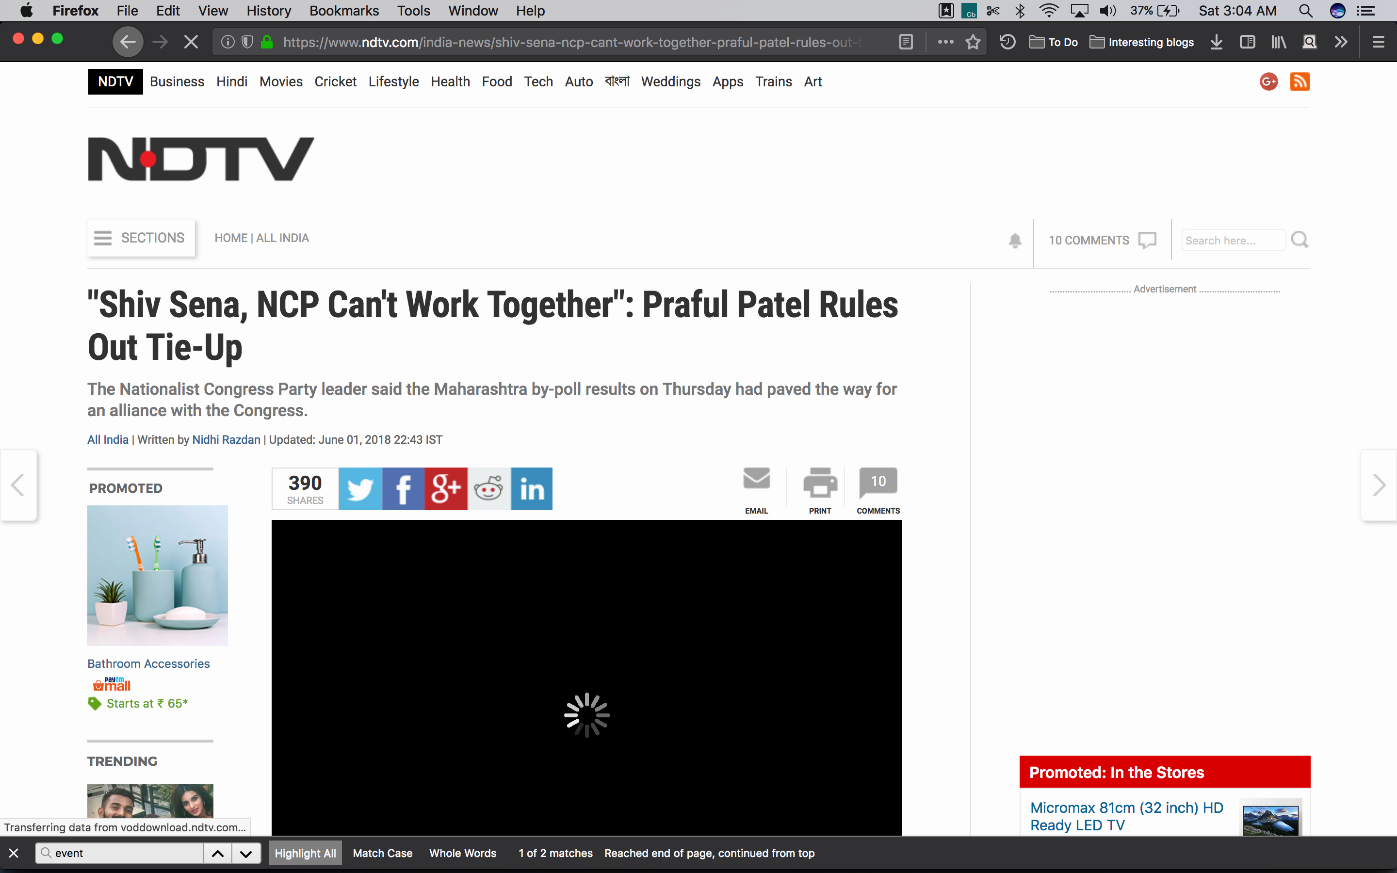 Firefox File Edit View History Bookmarks Tools Window Help 37% Sat 3:04 AM
https://www.ndtv.com/india-news/shiv-sena-ncp-cant-work-together-praful-patel-rules-out- To Do Interesting blogs
NDTV Business Hindi Movies Cricket Lifestyle Health Food Tech Auto বাংলা Weddings Apps Trains Art G+
NDTV
SECTIONS HOME | ALL INDIA 10 COMMENTS Search here...
"Shiv Sena, NCP Can't Work Together": Praful Patel Rules
Out Tie-Up
Advertisement
The Nationalist Congress Party leader said the Maharashtra by-poll results on Thursday had paved the way for
an alliance with the Congress.
All India | Written by Nidhi Razdan | Updated: June 01, 2018 22:43 IST
PROMOTED
Bathroom Accessories
paytm
mall
Starts at ₹ 65*
TRENDING
390
SHARES
f g+ in
EMAIL PRINT 10 COMMENTS
Promoted: In the Stores
Micromax 81cm (32 inch) HD
Ready LED TV
Transferring data from voddownload.ndtv.com...
event Highlight All Match Case Whole Words 1 of 2 matches Reached end of page, continued from top